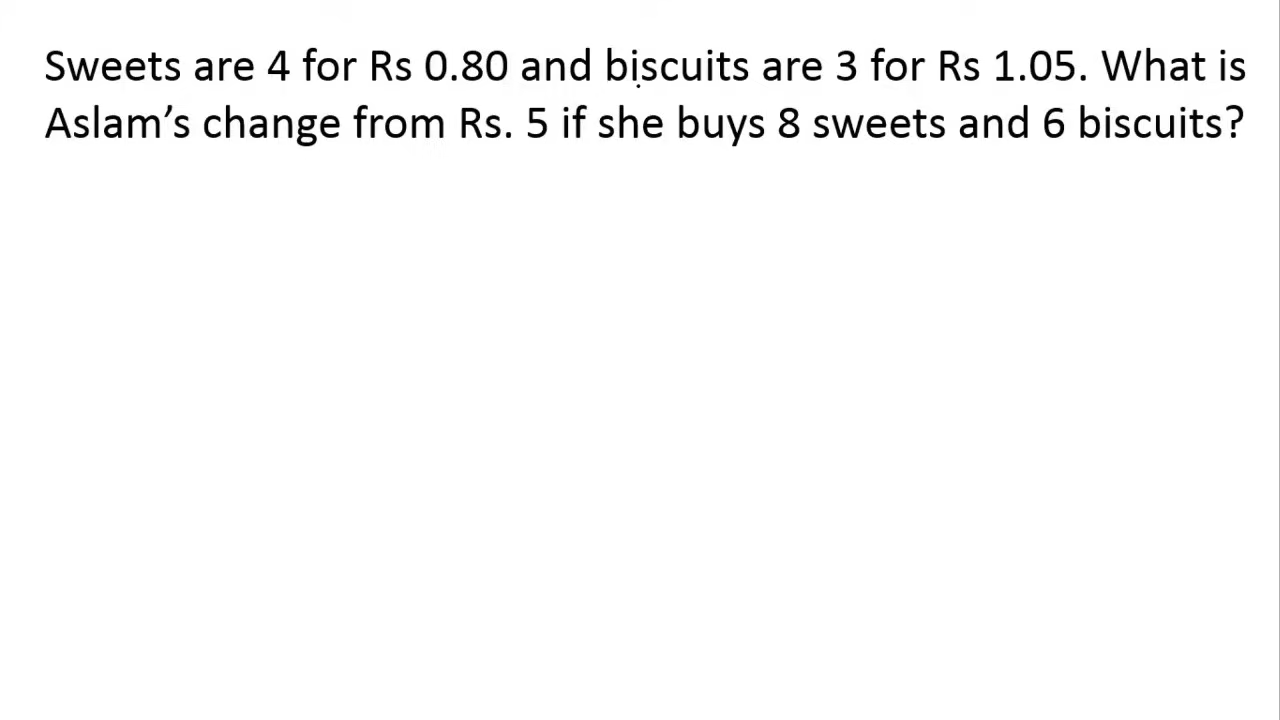 Sweets are 4 for Rs 0.80 and biscuits are 3 for Rs 1.05. What is
Aslam’s change from Rs. 5 if she buys 8 sweets and 6 biscuits?